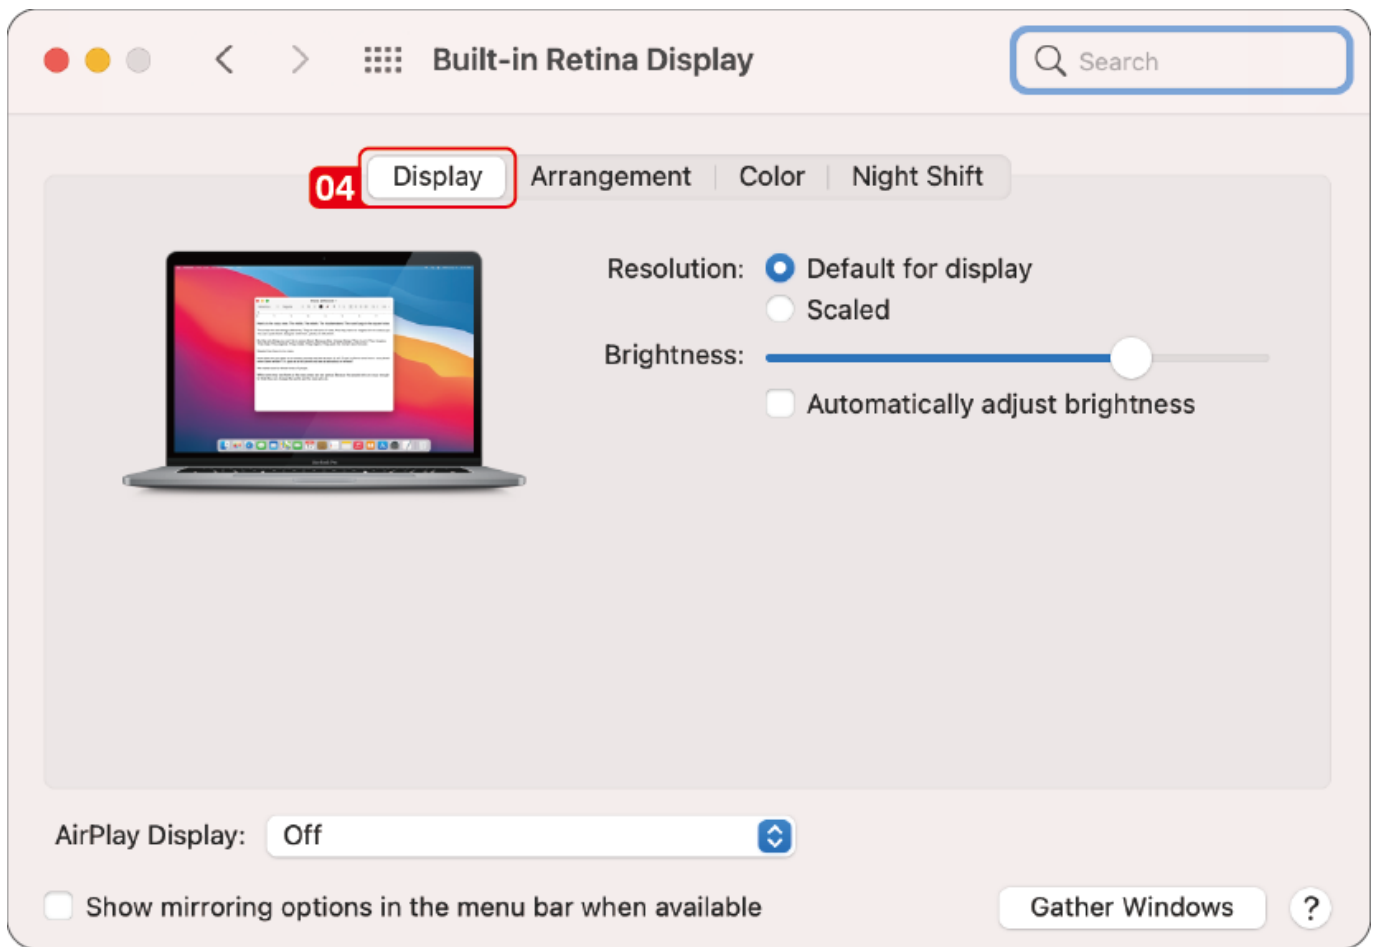 Built-in Retina Display
Search
04
Display
Arrangement
Color
Night Shift
Resolution:
Default for display
Scaled
Brightness:
Automatically adjust brightness
AirPlay Display:
Off
Show mirroring options in the menu bar when available
Gather Windows
?